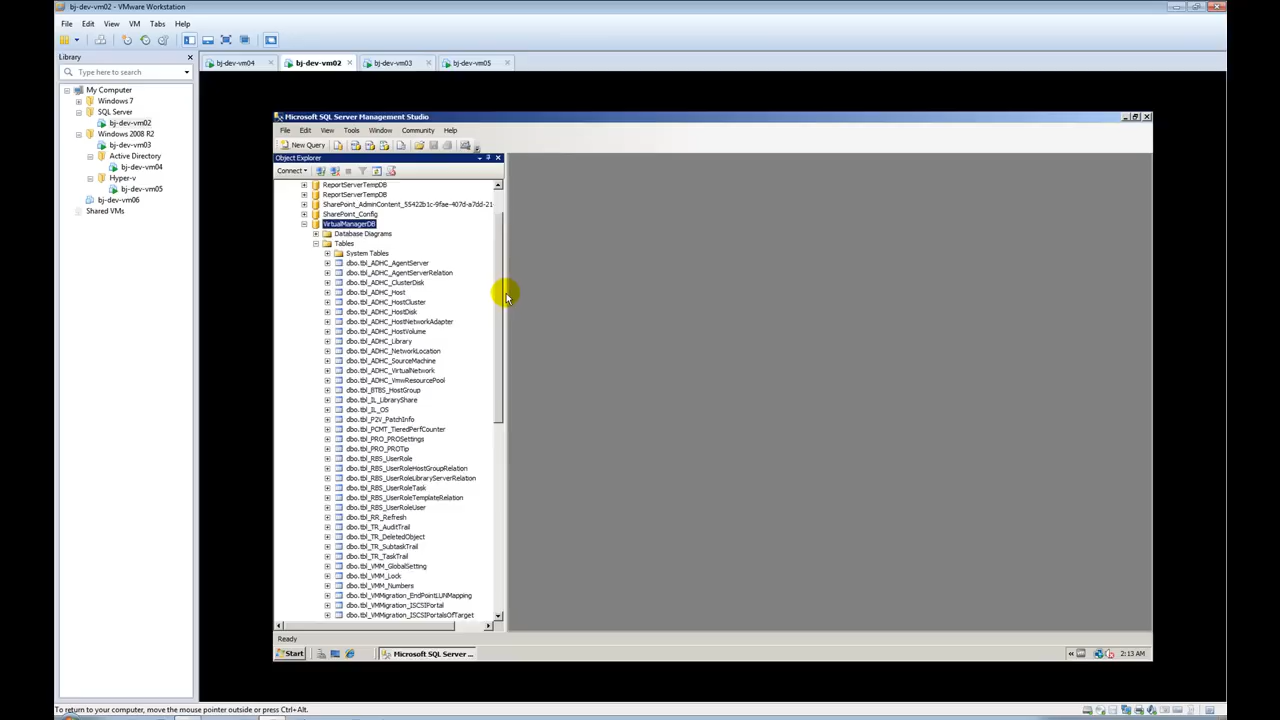 bj-dev-vm02 - VMware Workstation
File Edit View VM Tabs Help
Library
Type here to search
My Computer
Windows 7
SQL Server
bj-dev-vm02
Windows 2008 R2
bj-dev-vm03
Active Directory
bj-dev-vm04
Hyper-v
bj-dev-vm05
bj-dev-vm06
Shared VMs
bj-dev-vm04 bj-dev-vm02 bj-dev-vm03 bj-dev-vm05
Microsoft SQL Server Management Studio
File Edit View Tools Window Community Help
New Query
Object Explorer
Connect
ReportServerTempDB
ReportServerTempDB
SharePoint_AdminContent_55422b1c-9fae-407d-a7dd-21
SharePoint_Config
VirtualManagerDB
Database Diagrams
Tables
System Tables
dbo.tbl_ADHC_AgentServer
dbo.tbl_ADHC_AgentServerRelation
dbo.tbl_ADHC_ClusterDisk
dbo.tbl_ADHC_Host
dbo.tbl_ADHC_HostCluster
dbo.tbl_ADHC_HostDisk
dbo.tbl_ADHC_HostNetworkAdapter
dbo.tbl_ADHC_HostVolume
dbo.tbl_ADHC_Library
dbo.tbl_ADHC_NetworkLocation
dbo.tbl_ADHC_SourceMachine
dbo.tbl_ADHC_VirtualNetwork
dbo.tbl_ADHC_VmwResourcePool
dbo.tbl_BTBS_HostGroup
dbo.tbl_IL_LibraryShare
dbo.tbl_IL_OS
dbo.tbl_P2V_PatchInfo
dbo.tbl_PCMT_TieredPerfCounter
dbo.tbl_PRO_PROSettings
dbo.tbl_PRO_PROTip
dbo.tbl_RBS_UserRole
dbo.tbl_RBS_UserRoleHostGroupRelation
dbo.tbl_RBS_UserRoleLibraryServerRelation
dbo.tbl_RBS_UserRoleTask
dbo.tbl_RBS_UserRoleTemplateRelation
dbo.tbl_RBS_UserRoleUser
dbo.tbl_RR_Refresh
dbo.tbl_TR_AuditTrail
dbo.tbl_TR_DeletedObject
dbo.tbl_TR_SubtaskTrail
dbo.tbl_TR_TaskTrail
dbo.tbl_VMM_GlobalSetting
dbo.tbl_VMM_Lock
dbo.tbl_VMM_Numbers
dbo.tbl_VMMigration_EndPointLUNMapping
dbo.tbl_VMMigration_ISCSIPortal
dbo.tbl_VMMigration_ISCSIPortalsOfTarget
Ready
Start Microsoft SQL Server ... 2:13 AM
To return to your computer, move the mouse pointer outside or press Ctrl+Alt.